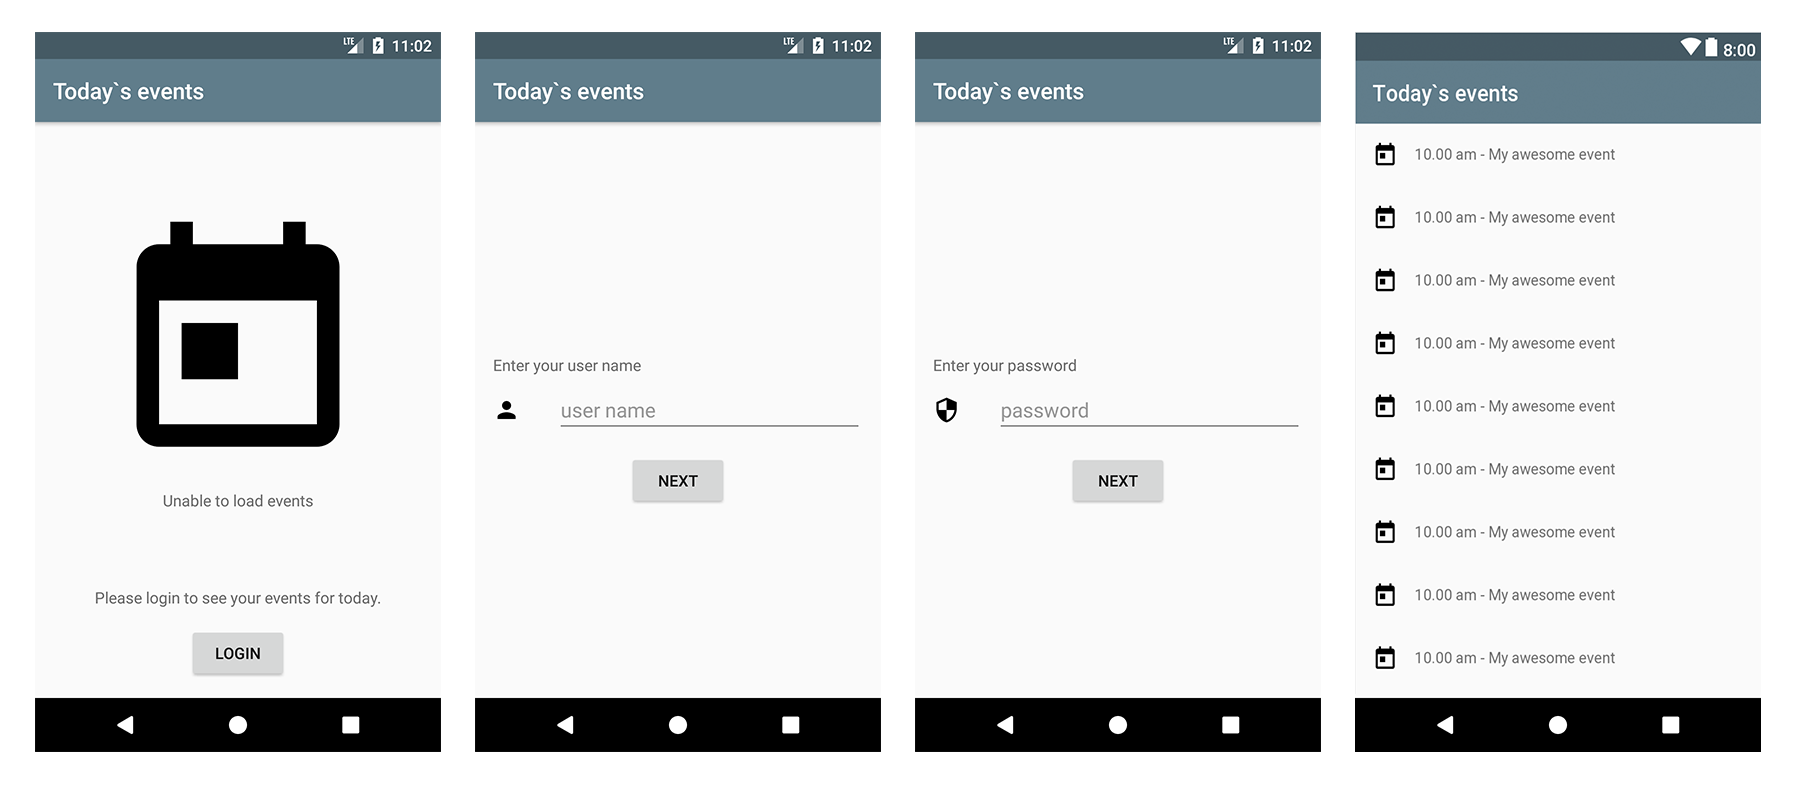 LTE 11:02
Today`s events
Unable to load events
Please login to see your events for today.
LOGIN
LTE 11:02
Today`s events
Enter your user name
user name
NEXT
LTE 11:02
Today`s events
Enter your password
password
NEXT
8:00
Today`s events
10.00 am - My awesome event
10.00 am - My awesome event
10.00 am - My awesome event
10.00 am - My awesome event
10.00 am - My awesome event
10.00 am - My awesome event
10.00 am - My awesome event
10.00 am - My awesome event
10.00 am - My awesome event